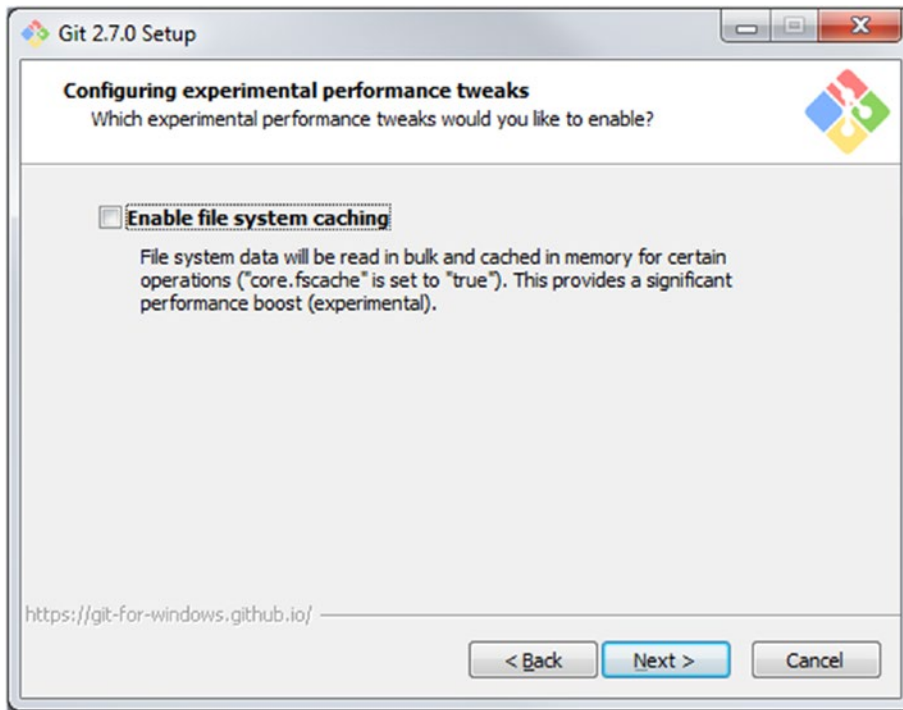 Git 2.7.0 Setup
Configuring experimental performance tweaks
Which experimental performance tweaks would you like to enable?
Enable file system caching
File system data will be read in bulk and cached in memory for certain
operations ("core.fscache" is set to "true"). This provides a significant
performance boost (experimental).
https://git-for-windows.github.io/
< Back
Next >
Cancel